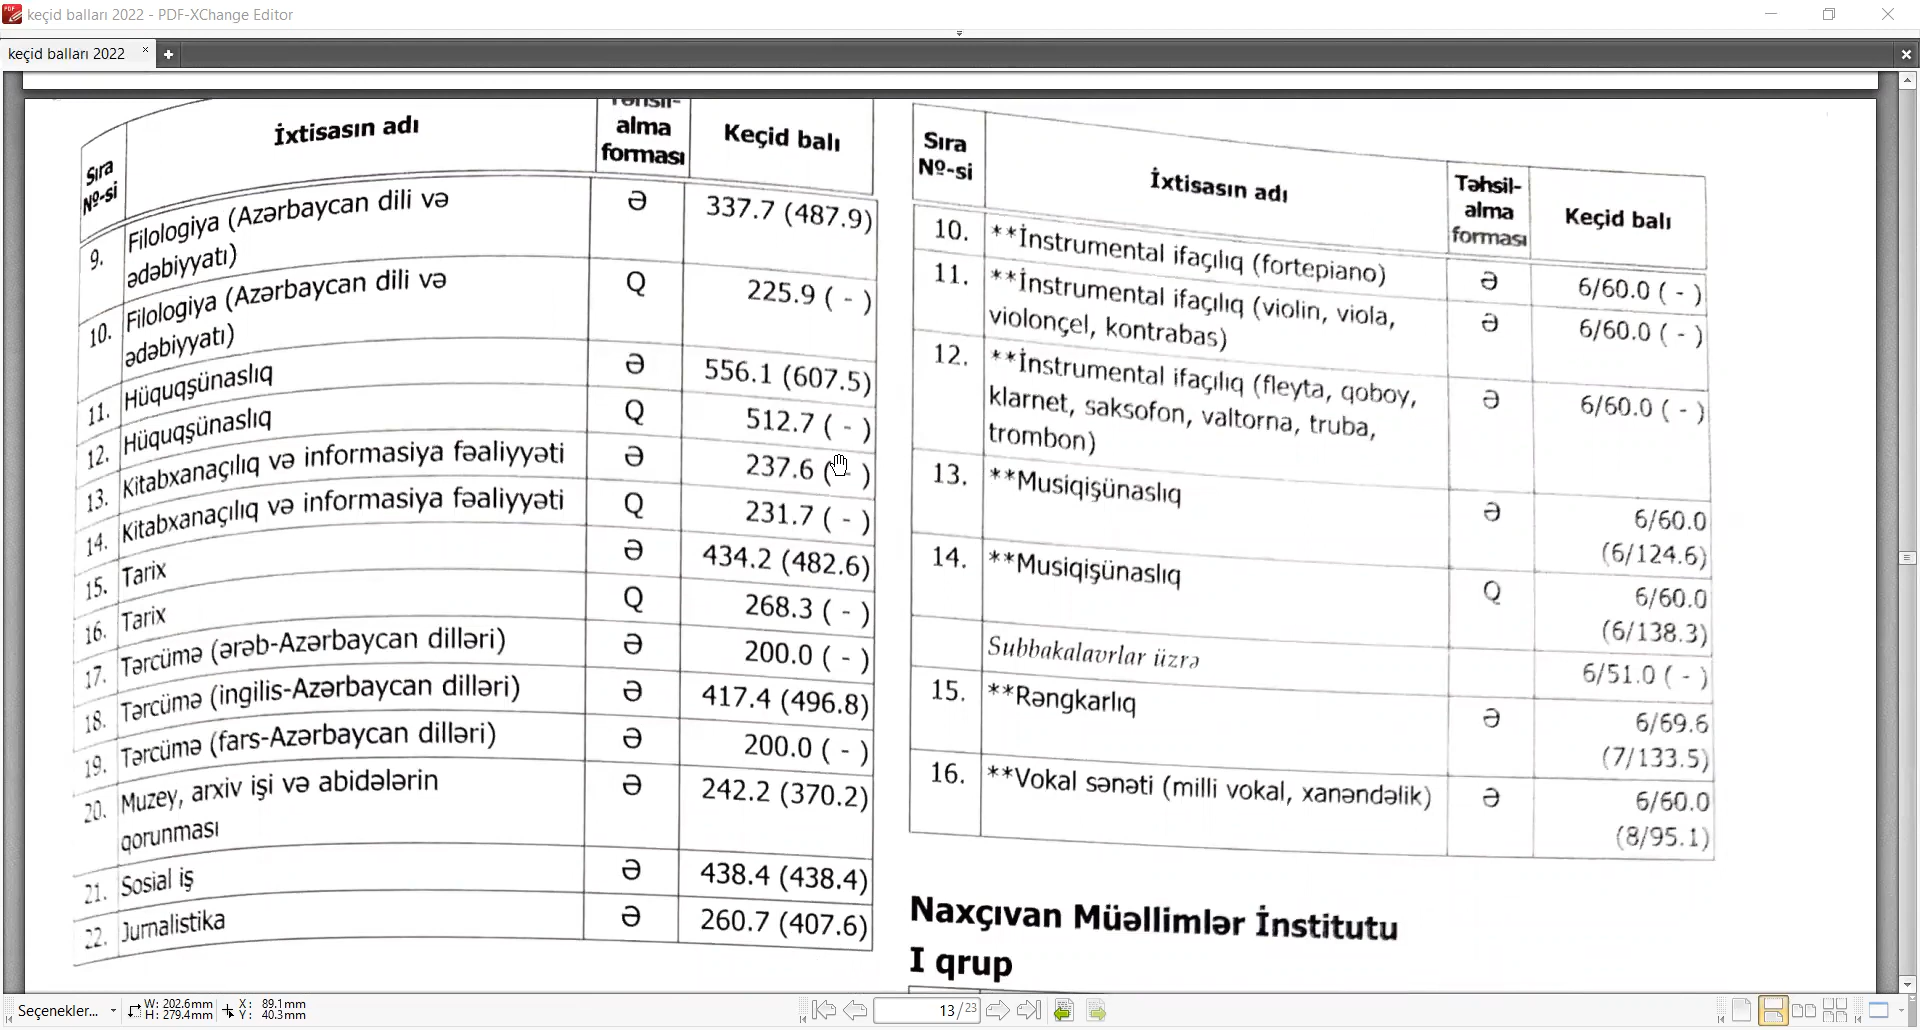 keçid balları 2022 - PDF-XChange Editor
keçid balları 2022
Sıra
Nº-si
İxtisasın adı
alma
forması
Keçid balı
9. Filologiya (Azərbaycan dili və
ədəbiyyatı) Ə 337.7 (487.9)
10. Filologiya (Azərbaycan dili və
ədəbiyyatı) Q 225.9 ( - )
11. Hüquqşünaslıq Ə 556.1 (607.5)
12. Hüquqşünaslıq Q 512.7 ( - )
13. Kitabxanaçılıq və informasiya fəaliyyəti Ə 237.6 ( - )
14. Kitabxanaçılıq və informasiya fəaliyyəti Q 231.7 ( - )
15. Tarix Ə 434.2 (482.6)
16. Tarix Q 268.3 ( - )
17. Tərcümə (ərəb-Azərbaycan dilləri) Ə 200.0 ( - )
18. Tərcümə (ingilis-Azərbaycan dilləri) Ə 417.4 (496.8)
19. Tərcümə (fars-Azərbaycan dilləri) Ə 200.0 ( - )
20. Muzey, arxiv işi və abidələrin
qorunması Ə 242.2 (370.2)
21. Sosial iş Ə 438.4 (438.4)
22. Jurnalistika Ə 260.7 (407.6)
Sıra
Nº-si
İxtisasın adı
Təhsil-
alma
forması
Keçid balı
10. **İnstrumental ifaçılıq (fortepiano) Ə 6/60.0 ( - )
11. **İnstrumental ifaçılıq (violin, viola,
violonçel, kontrabas) Ə 6/60.0 ( - )
12. **İnstrumental ifaçılıq (fleyta, qoboy,
klarnet, saksofon, valtorna, truba,
trombon) Ə 6/60.0 ( - )
13. **Musiqişünaslıq Ə 6/60.0
(6/124.6)
14. **Musiqişünaslıq Q 6/60.0
(6/138.3)
Subbakalavrlar üzrə 6/51.0 ( - )
15. **Rəngkarlıq Ə 6/69.6
(7/133.5)
16. **Vokal sənəti (milli vokal, xanəndəlik) Ə 6/60.0
(8/95.1)
Naxçıvan Müəllimlər İnstitutu
I qrup
Seçenekler...
W: 202.6mm
H: 279.4mm
X: 89.1mm
Y: 40.3mm
13 / 23